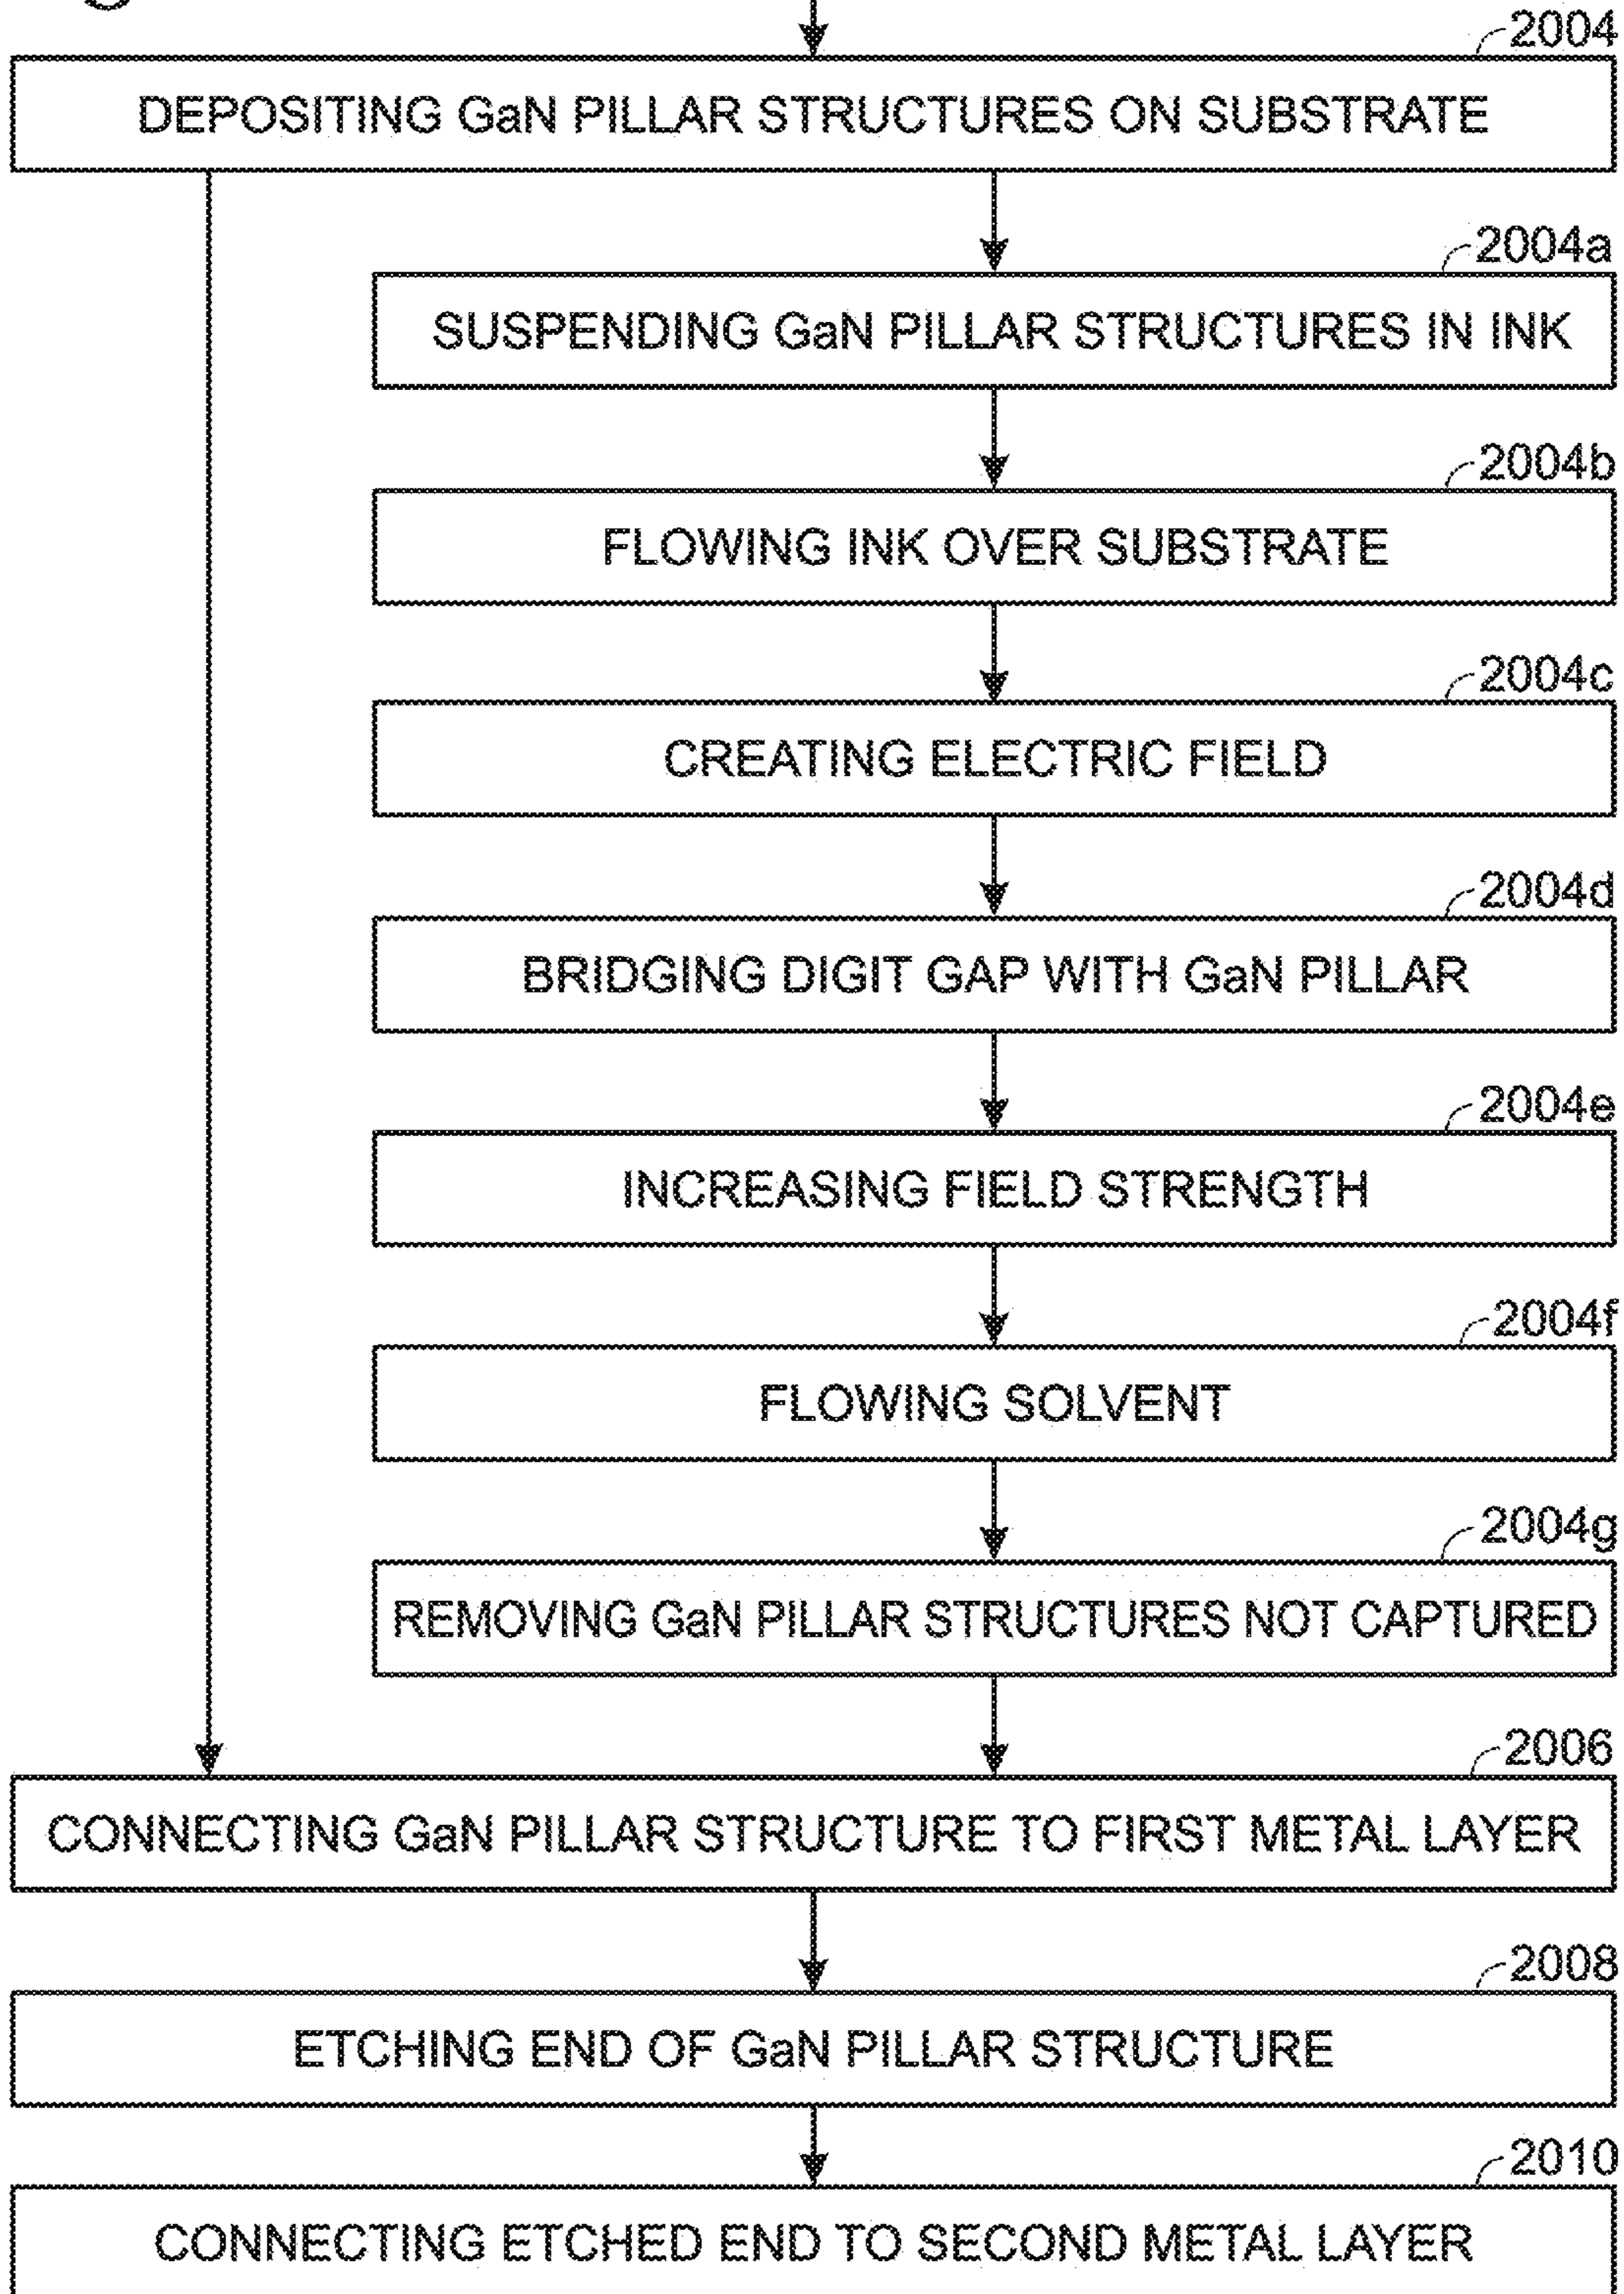 2004
DEPOSITING GaN PILLAR STRUCTURES ON SUBSTRATE
2004a
SUSPENDING GaN PILLAR STRUCTURES IN INK
2004b
FLOWING INK OVER SUBSTRATE
2004c
CREATING ELECTRIC FIELD
2004d
BRIDGING DIGIT GAP WITH GaN PILLAR
2004e
INCREASING FIELD STRENGTH
2004f
FLOWING SOLVENT
2004g
REMOVING GaN PILLAR STRUCTURES NOT CAPTURED
2006
CONNECTING GaN PILLAR STRUCTURE TO FIRST METAL LAYER
2008
ETCHING END OF GaN PILLAR STRUCTURE
2010
CONNECTING ETCHED END TO SECOND METAL LAYER